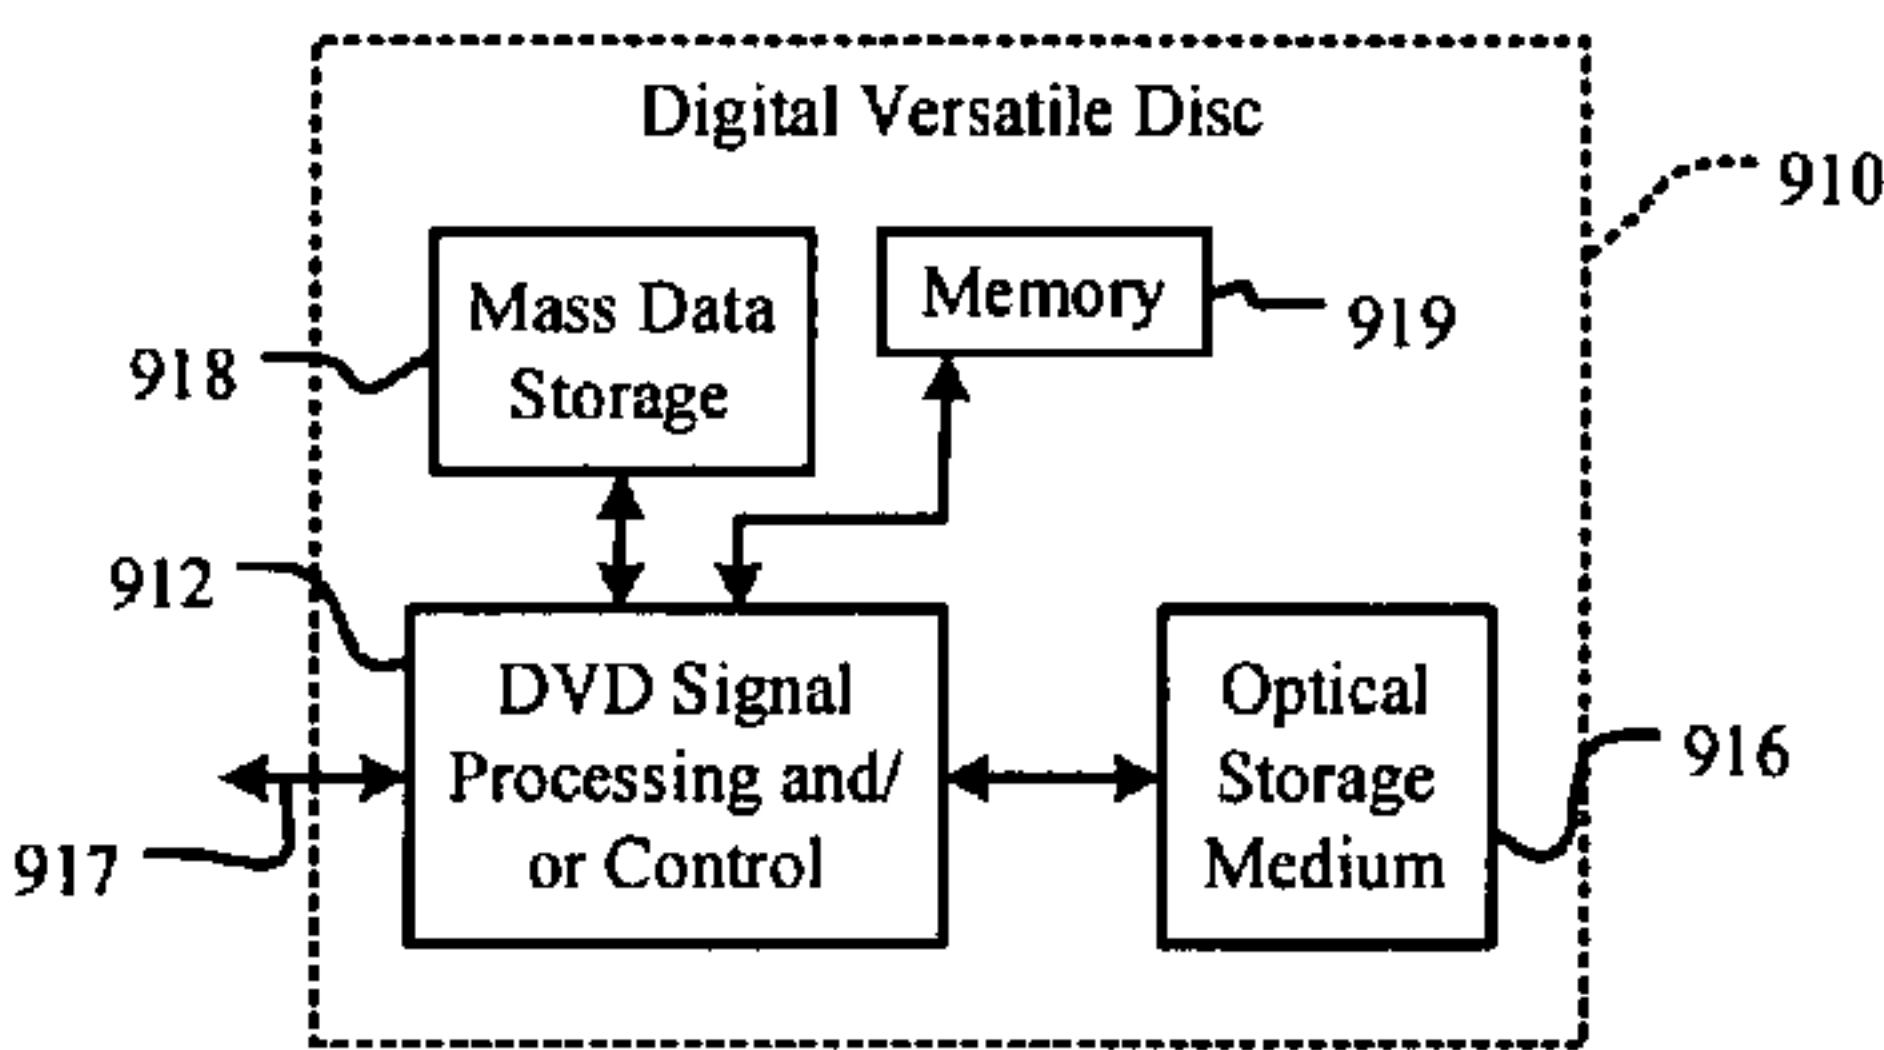 Digital Versatile Disc
910
Mass Data
Storage
Memory
919
918
912
DVD Signal
Processing and/
or Control
Optical
Storage
Medium
916
917